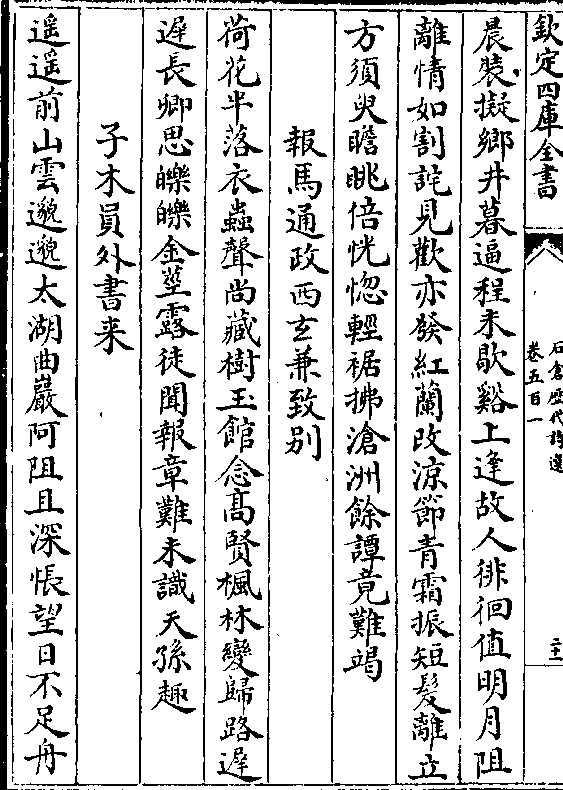 欽定四庫全書
石倉歷代詩選
卷五百一
二十一
晨裝擬鄉井暮逼程未歇谿上逢故人徘徊值明月阻
離情如割詫見歡亦發紅蘭改涼節青霜振短髮離立
方須臾瞻眺倍恍惚輕裾拂滄洲餘譚竟難竭
報馬通政西玄兼致别
荷花半落衣蟲聲尚藏樹玉館念髙賢楓林變歸路遲
遲長卿思皪皪金莖露徒聞報章難未識天孫趣
子木員外書来
遥遥前山雲邈邈太湖曲巖阿阻且深悵望日不足舟